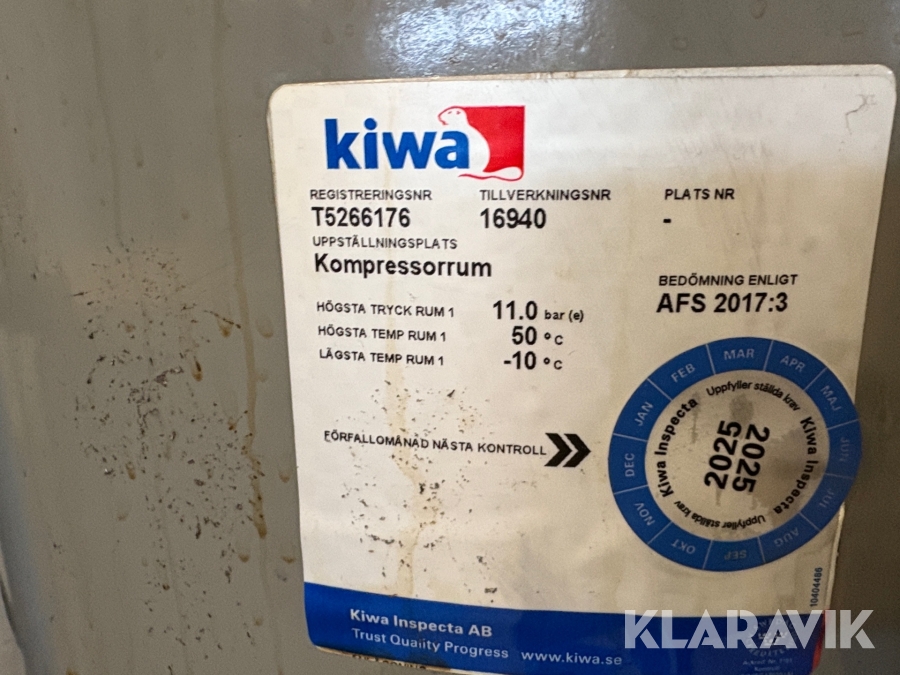 kiwa
REGISTRERINGSNR TILLVERKNINGSNR PLATS NR
T5266176 16940 -
UPPSTÄLLNINGSPLATS
Kompressorrum
BEDÖMNING ENLIGT
AFS 2017:3
HÖGSTA TRYCK RUM 1 11.0 bar (e)
HÖGSTA TEMP RUM 1 50 °C
LÄGSTA TEMP RUM 1 -10 °C
FÖRFALLOMÅNAD NÄSTA KONTROLL
JAN FEB MAR APR MAJ JUN JUL AUG SEP OKT NOV DEC
Kiwa Inspecta Uppfyller ställda krav Kiwa Inspecta Uppfyller ställda krav
2025
2025
10404486
Kiwa Inspecta AB
Trust Quality Progress www.kiwa.se
KLARAVIK